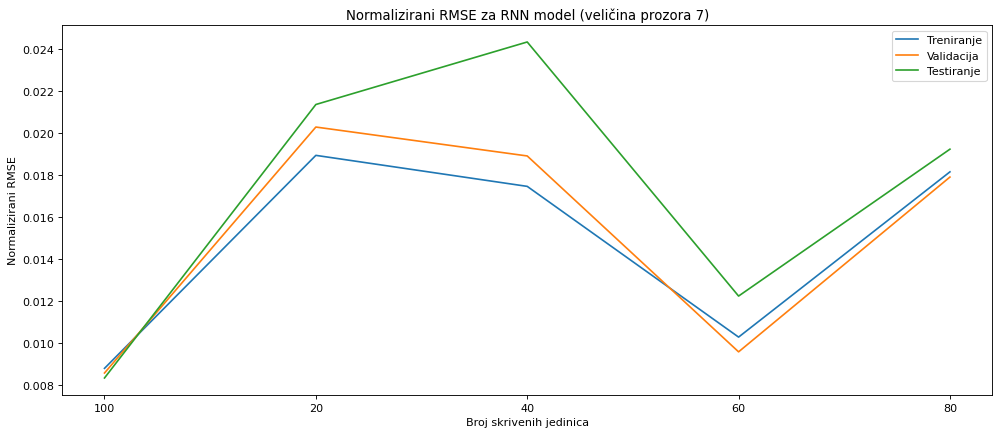 Normalizirani RMSE za RNN model (veličina prozora 7)
Treniranje
Validacija
Testiranje
Normalizirani RMSE
0.024
0.022
0.020
0.018
0.016
0.014
0.012
0.010
0.008
100 20 40 60 80
Broj skrivenih jedinica